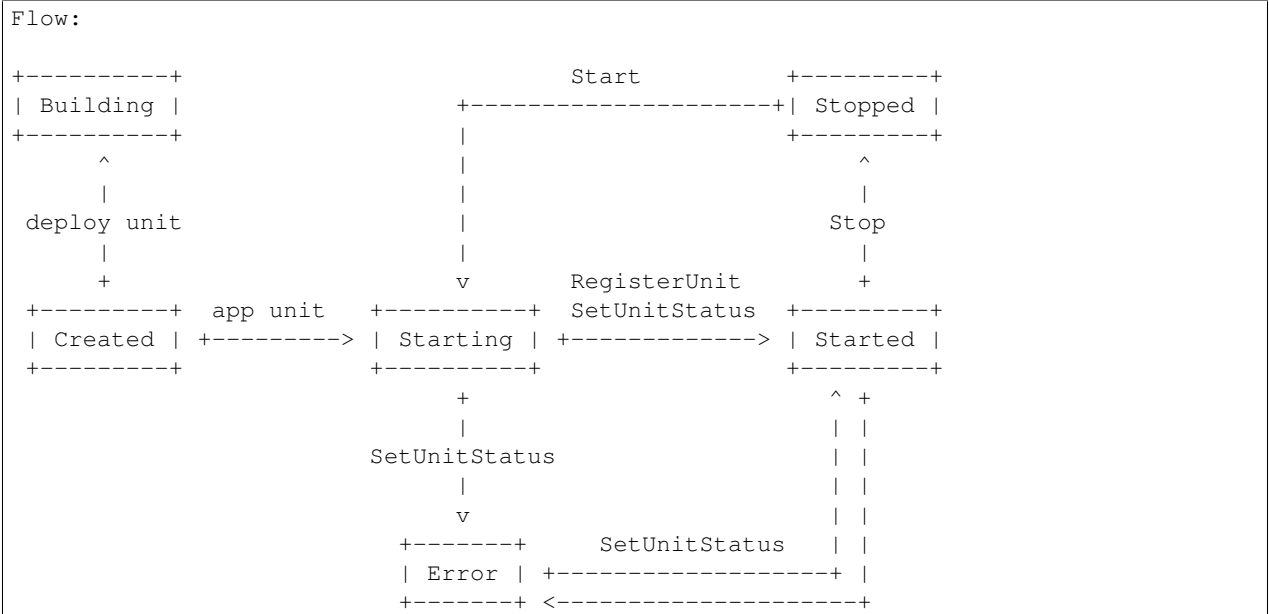 Flow:
+----------+                           Start          +---------+
| Building |                   +---------------------+| Stopped |
+----------+                   |                      +---------+
      ^                        |                           ^
      |                        |                           |
 deploy unit                   |                         Stop
      |                        |                           |
      +                        v       RegisterUnit        +
 +---------+  app unit   +----------+  SetUnitStatus  +---------+
 | Created | +---------> | Starting | +-------------> | Started |
 +---------+             +----------+                 +---------+
                               +                         ^ +
                               |                         | |
                         SetUnitStatus                   | |
                               |                         | |
                               v                         | |
                           +-------+     SetUnitStatus   | |
                           | Error | +-------------------+ |
                           +-------+ <---------------------+